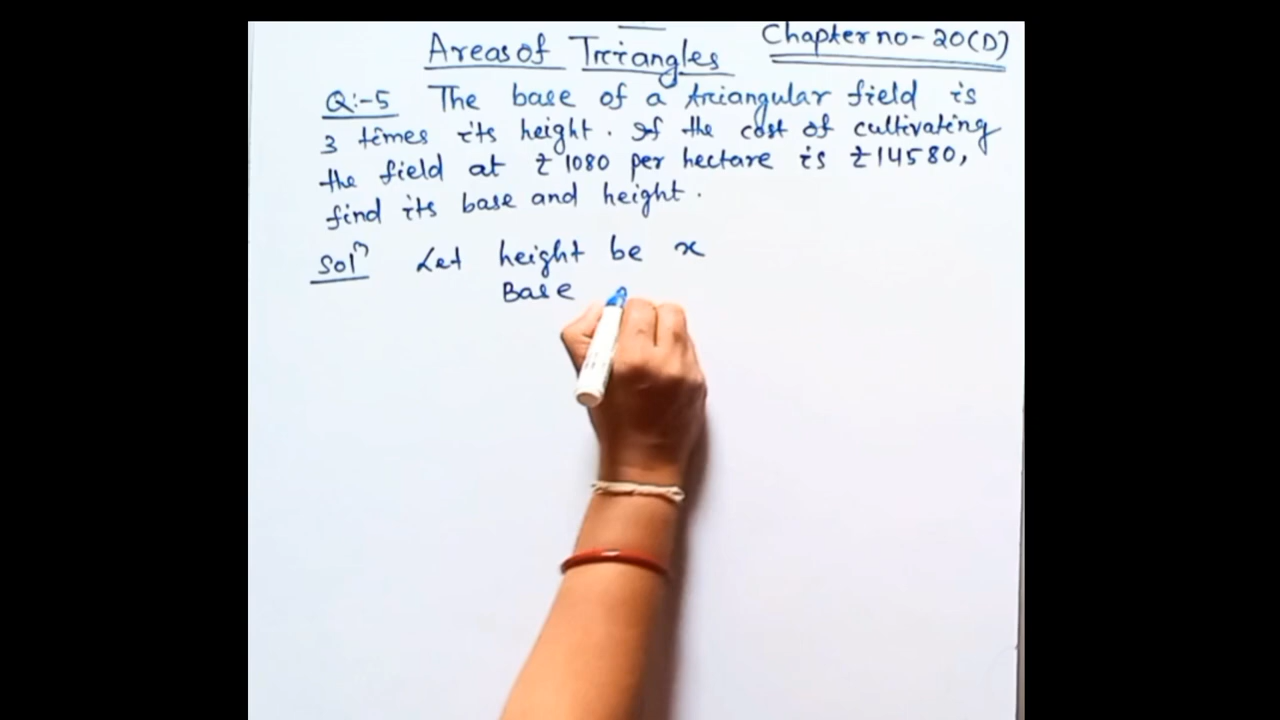 Areas of Triangles
Chapter no - 20(D)
Q:-5 The base of a triangular field is
3 times its height. If the cost of cultivating
the field at ₹1080 per hectare is ₹14580,
find its base and height.
Solⁿ Let height be x
Base